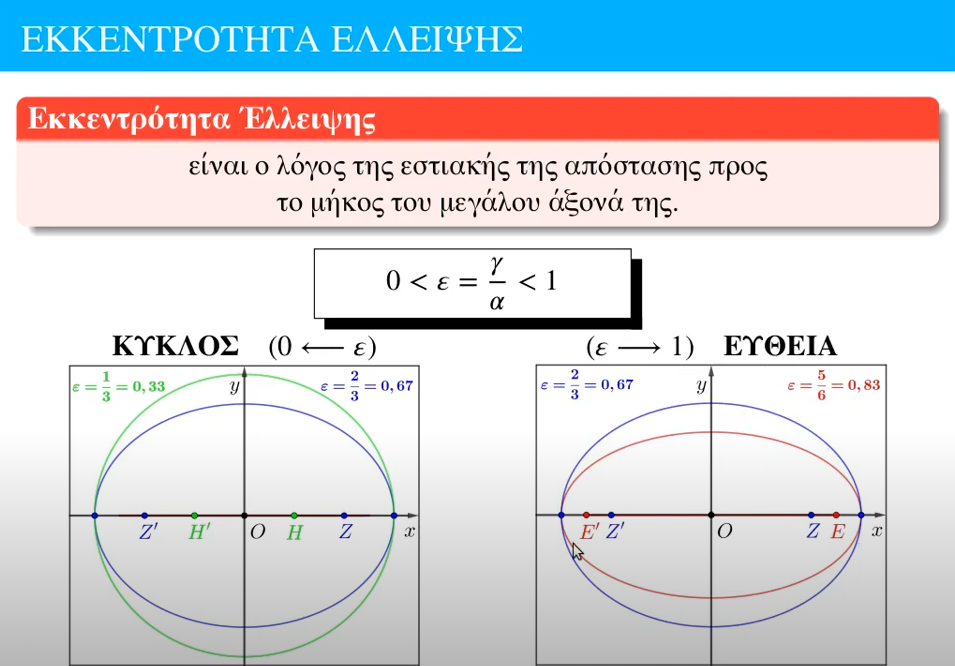 ΕΚΚΕΝΤΡΟΤΗΤΑ ΕΛΛΕΙΨΗΣ
Εκκεντρότητα Έλλειψης
είναι ο λόγος της εστιακής της απόστασης προς
το μήκος του μεγάλου άξονά της.
0 < ε = γ/α < 1
ΚΥΚΛΟΣ (0 ⟵ ε)
(ε ⟶ 1) ΕΥΘΕΙΑ
ε = 1/3 = 0, 33
y
ε = 2/3 = 0, 67
Z′ H′ O H Z x
ε = 2/3 = 0, 67
y
ε = 5/6 = 0, 83
E′ Z′ O Z E x